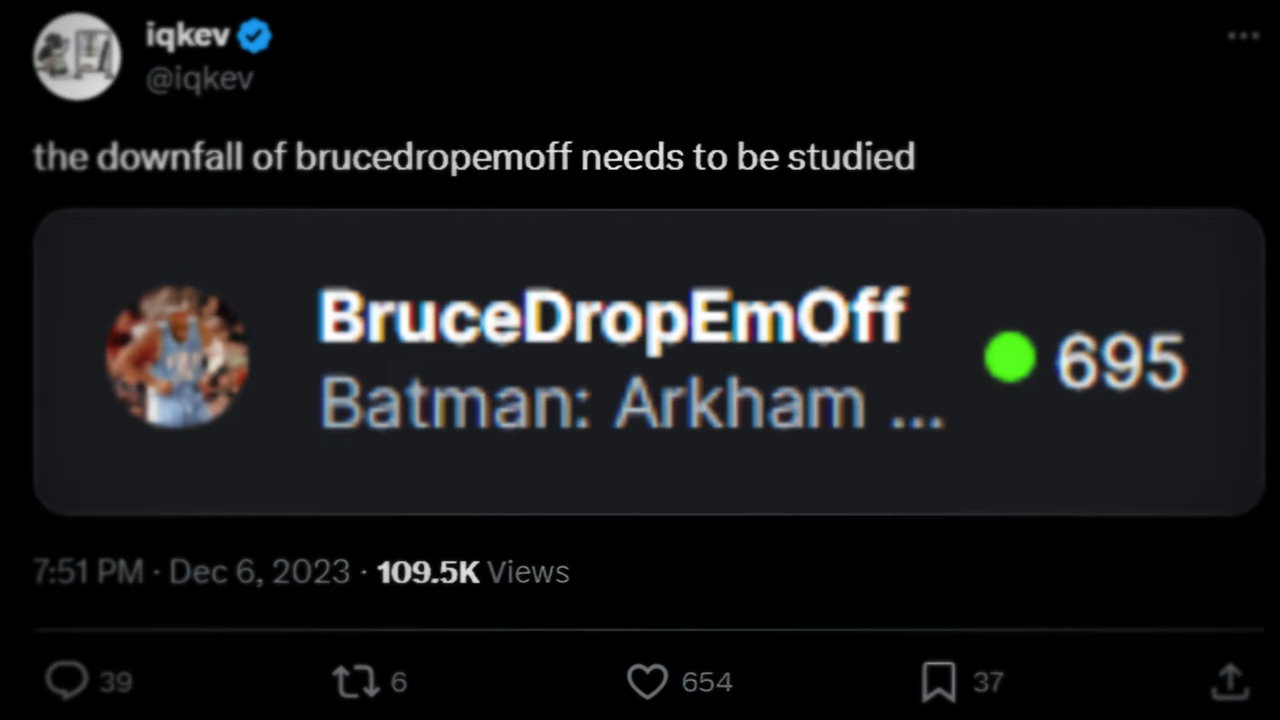 iqkev
@iqkev
the downfall of brucedropemoff needs to be studied
BruceDropEmOff
Batman: Arkham ...
695
7:51 PM · Dec 6, 2023 · 109.5K Views
39 6 654 37